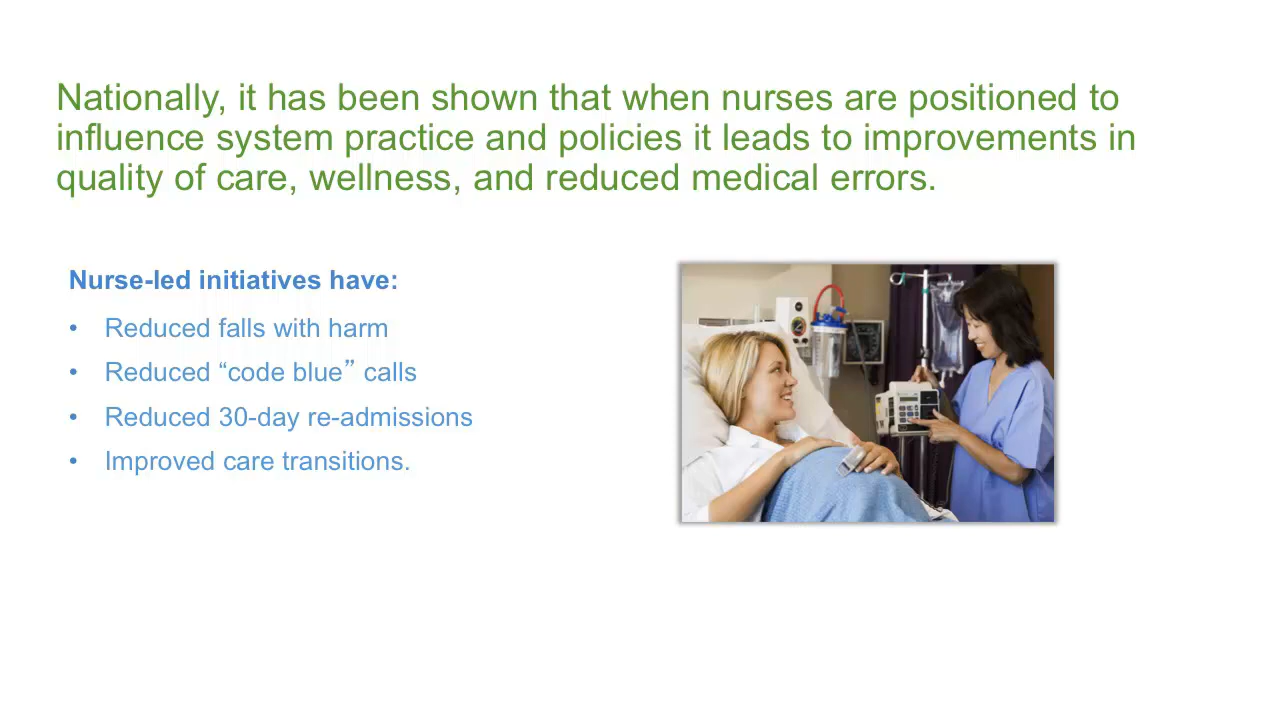 Nationally, it has been shown that when nurses are positioned to
influence system practice and policies it leads to improvements in
quality of care, wellness, and reduced medical errors.
Nurse-led initiatives have:
• Reduced falls with harm
• Reduced “code blue” calls
• Reduced 30-day re-admissions
• Improved care transitions.